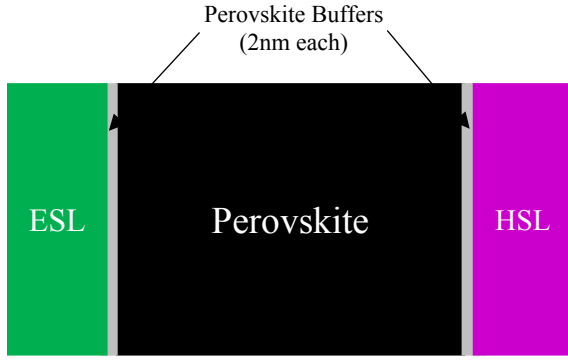 Perovskite Buffers
(2nm each)
ESL
Perovskite
HSL